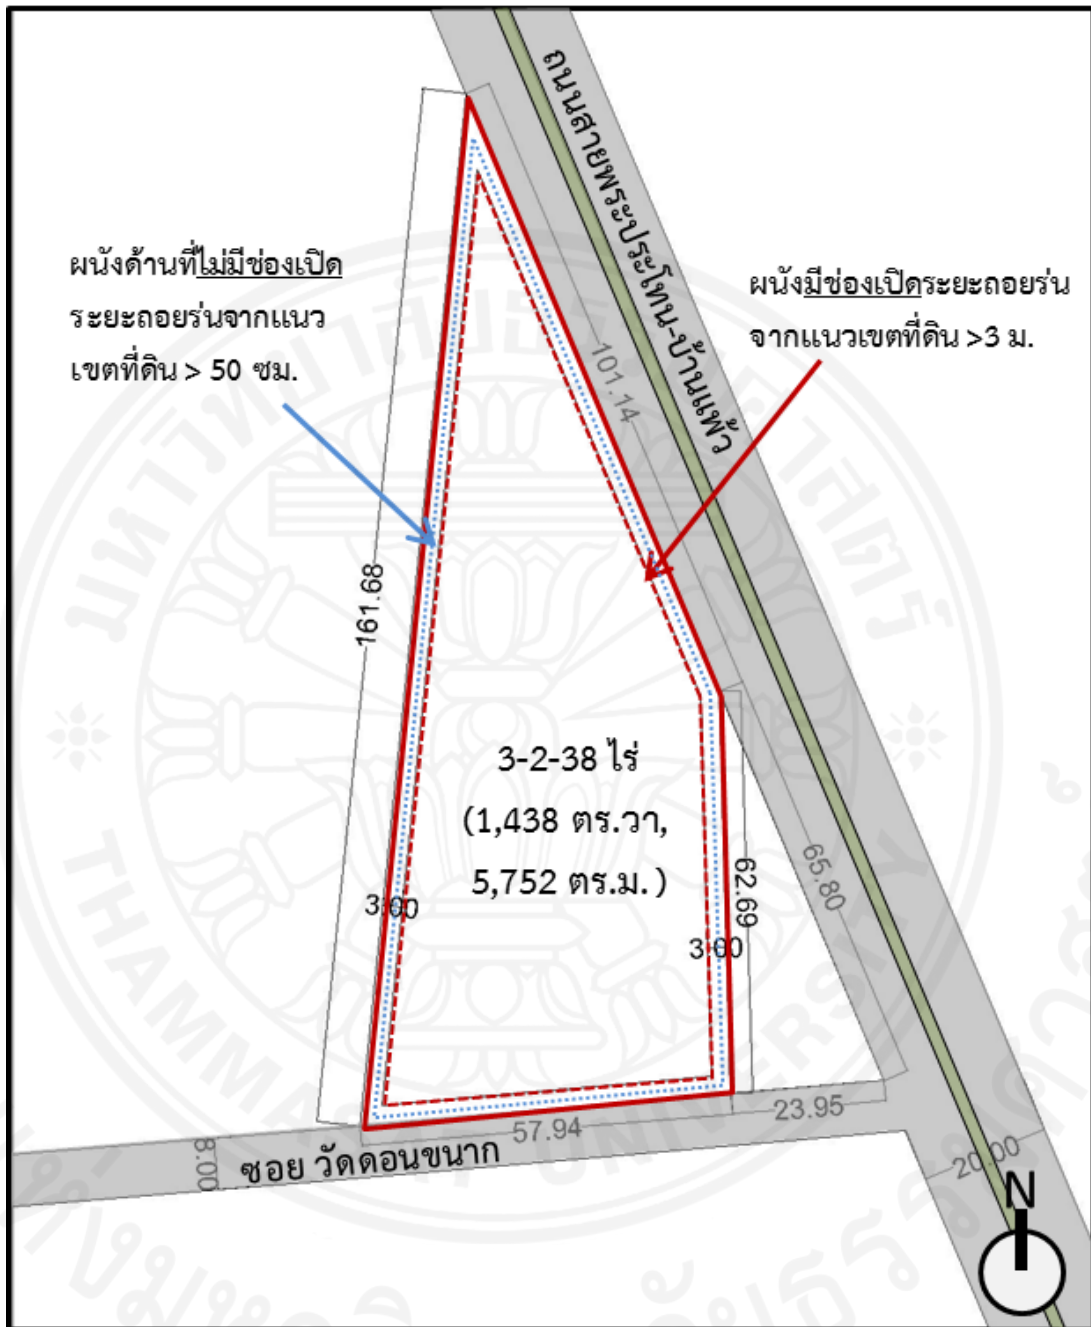 ถนนสายพระประโทน-บ้านแพ้ว
ผนังด้านที่ไม่มีช่องเปิด
ระยะถอยร่นจากแนว
เขตที่ดิน > 50 ซม.
ผนังมีช่องเปิดระยะถอยร่น
จากแนวเขตที่ดิน >3 ม.
101.14
161.68
3-2-38 ไร่
(1,438 ตร.วา,
5,752 ตร.ม. )
62.69
65.80
3.00
3.00
57.94
23.95
8.00
ซอย วัดดอนขนาก
20.00
N
THAMMASAT UNIVERSITY